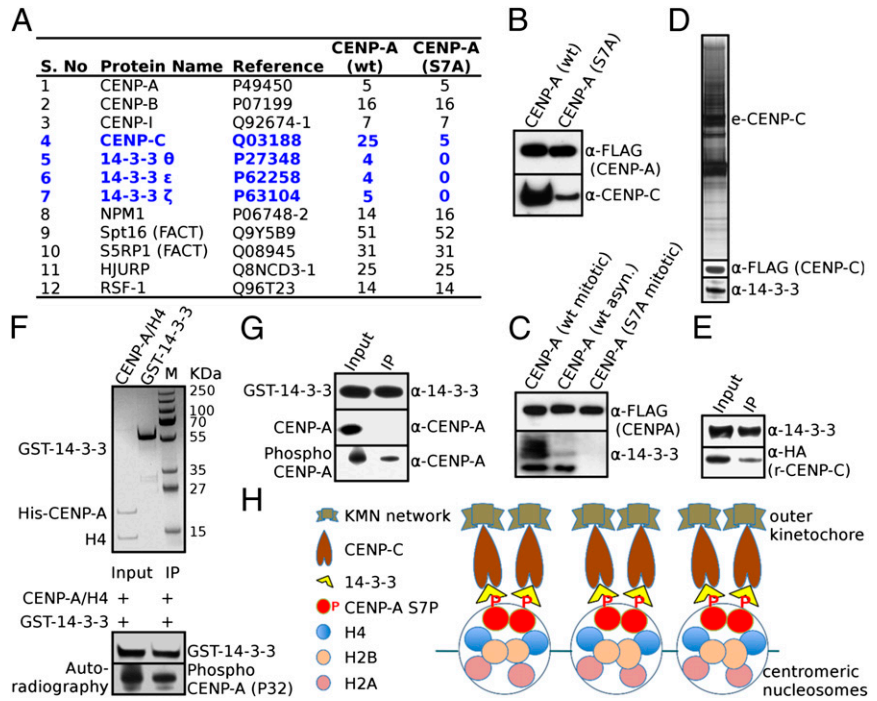 A
S. No Protein Name Reference CENP-A (wt) CENP-A (S7A)
1 CENP-A P49450 5 5
2 CENP-B P07199 16 16
3 CENP-I Q92674-1 7 7
4 CENP-C Q03188 25 5
5 14-3-3 θ P27348 4 0
6 14-3-3 ε P62258 4 0
7 14-3-3 ζ P63104 5 0
8 NPM1 P06748-2 14 16
9 Spt16 (FACT) Q9Y5B9 51 52
10 S5RP1 (FACT) Q08945 31 31
11 HJURP Q8NCD3-1 25 25
12 RSF-1 Q96T23 14 14
B
CENP-A (wt)
CENP-A (S7A)
α-FLAG
(CENP-A)
α-CENP-C
D
e-CENP-C
α-FLAG (CENP-C)
α-14-3-3
F
CENP-A/H4
GST-14-3-3
M KDa
250
100
70
55
35
27
15
GST-14-3-3
His-CENP-A
H4
Input IP
CENP-A/H4 + +
GST-14-3-3 + +
GST-14-3-3
Auto-
radiography
Phospho
CENP-A (P32)
G
Input
IP
GST-14-3-3 α-14-3-3
CENP-A α-CENP-A
Phospho
CENP-A
α-CENP-A
C
CENP-A (wt mitotic)
CENP-A (wt asyn.)
CENP-A (S7A mitotic)
α-FLAG
(CENPA)
α-14-3-3
E
Input
IP
α-14-3-3
α-HA
(r-CENP-C)
H
KMN network
CENP-C
14-3-3
P CENP-A S7P
H4
H2B
H2A
P P P P P P
outer
kinetochore
centromeric
nucleosomes